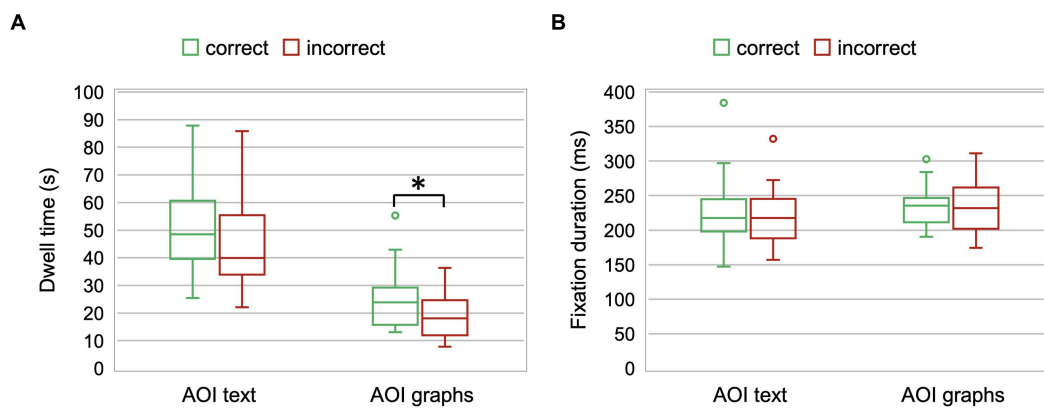 A
correct incorrect
Dwell time (s)
100
90
80
70
60
50
40
30
20
10
0
*
AOI text AOI graphs
B
correct incorrect
Fixation duration (ms)
400
350
300
250
200
150
100
50
0
AOI text AOI graphs